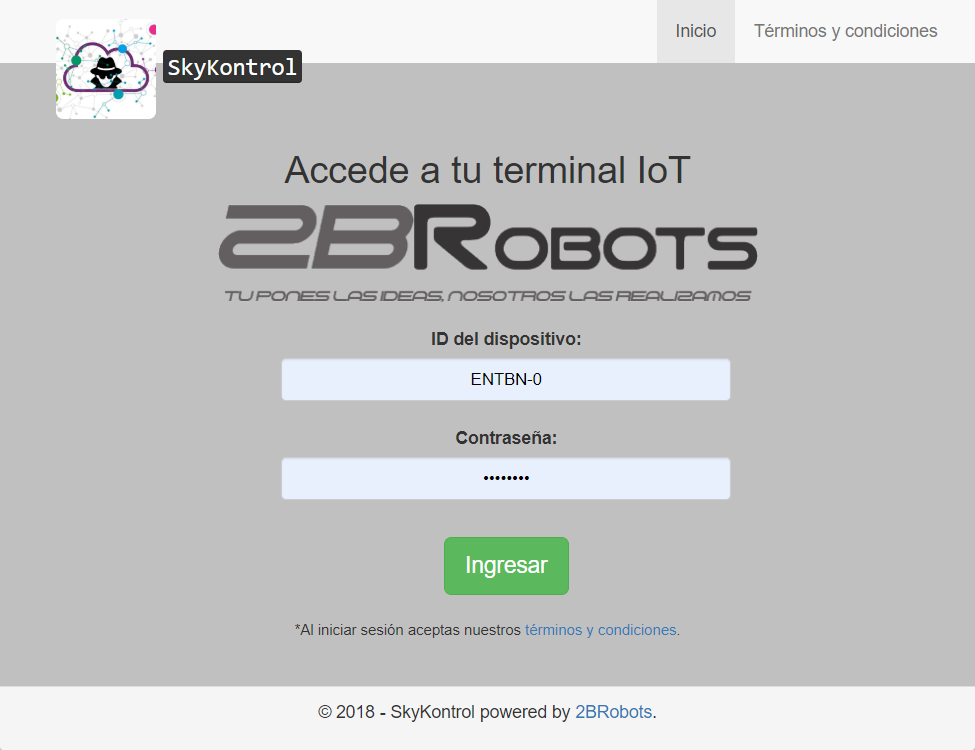 Inicio
Términos y condiciones
SkyKontrol
Accede a tu terminal IoT
2BROBOTS
TU PONES LAS IDEAS, NOSOTROS LAS REALIZAMOS
ID del dispositivo:
ENTBN-0
Contraseña:
••••••••
Ingresar
*Al iniciar sesión aceptas nuestros términos y condiciones.
© 2018 - SkyKontrol powered by 2BRobots.